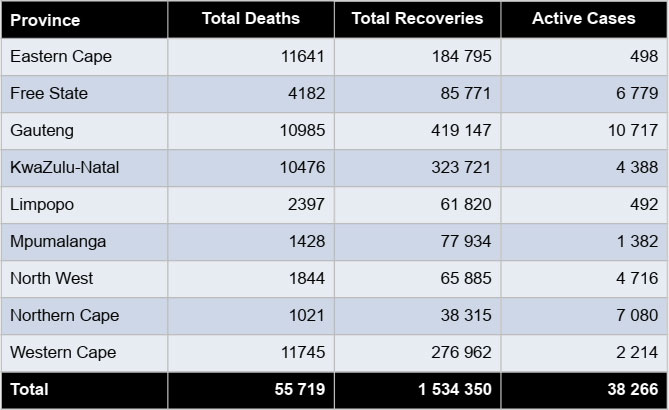 Province Total Deaths Total Recoveries Active Cases
Eastern Cape 11641 184 795 498
Free State 4182 85 771 6 779
Gauteng 10985 419 147 10 717
KwaZulu-Natal 10476 323 721 4 388
Limpopo 2397 61 820 492
Mpumalanga 1428 77 934 1 382
North West 1844 65 885 4 716
Northern Cape 1021 38 315 7 080
Western Cape 11745 276 962 2 214
Total 55 719 1 534 350 38 266